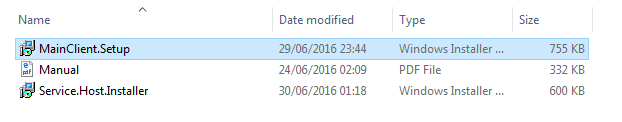 Name Date modified Type Size
MainClient.Setup 29/06/2016 23:44 Windows Installer ... 755 KB
Manual 24/06/2016 02:09 PDF File 332 KB
Service.Host.Installer 30/06/2016 01:18 Windows Installer ... 600 KB